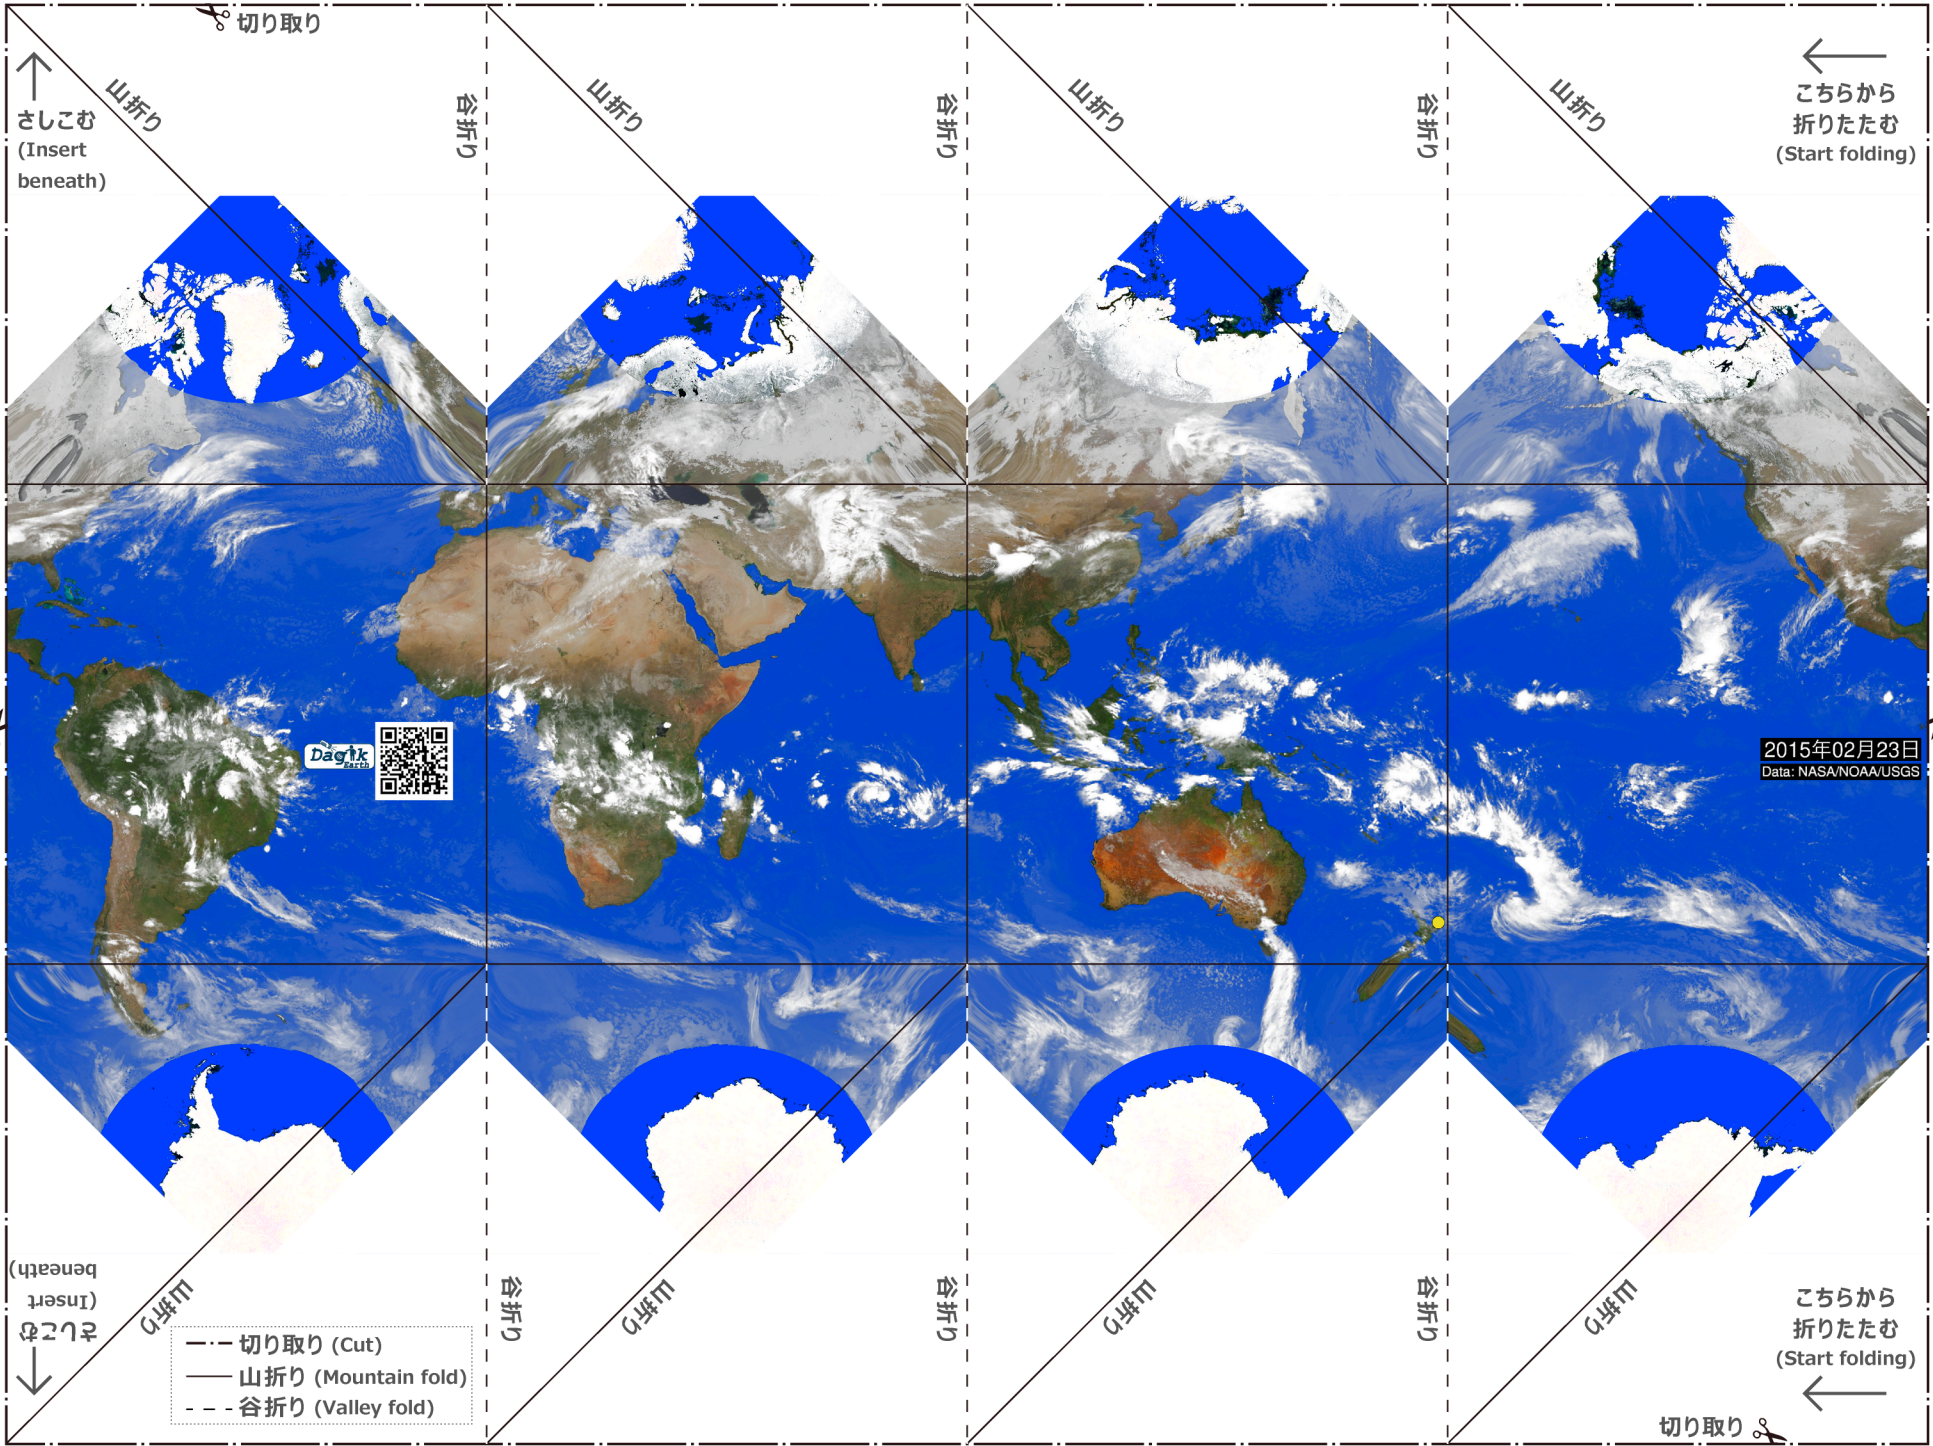 切り取り
さしこむ
(Insert
beneath)
山折り
谷折り
山折り
谷折り
山折り
谷折り
山折り
こちらから
折りたたむ
(Start folding)
Dagik
Earth
2015年02月23日
Data: NASA/NOAA/USGS
さしこむ
(Insert
beneath)
山折り
谷折り
山折り
谷折り
山折り
谷折り
山折り
こちらから
折りたたむ
(Start folding)
切り取り (Cut)
山折り (Mountain fold)
谷折り (Valley fold)
切り取り